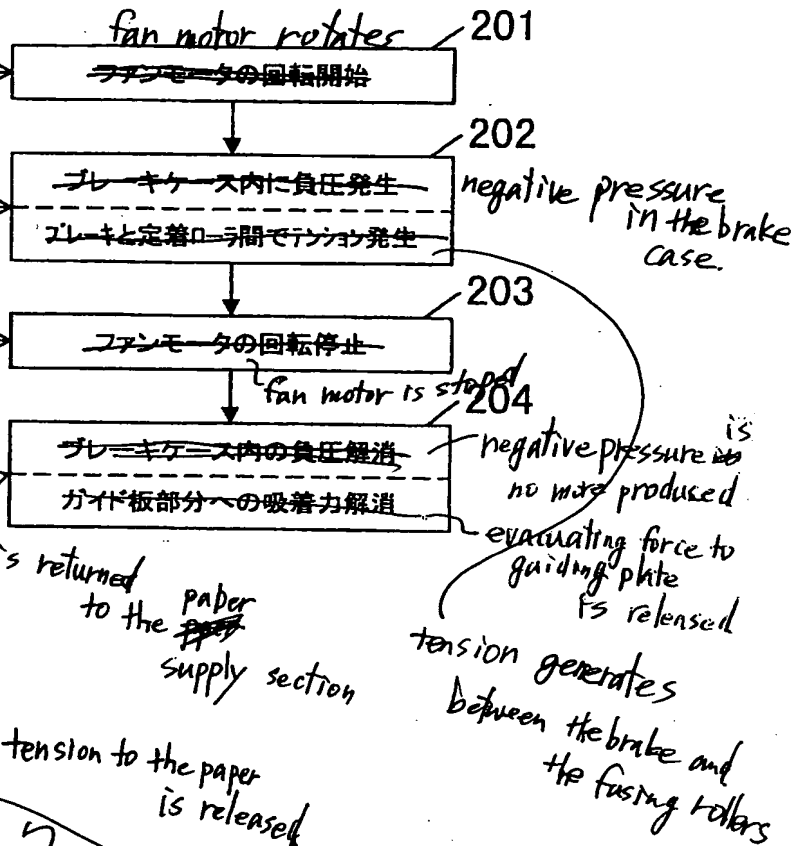 fan motor rotates
201
ファンモータの回転開始
202
ブレーキケース内に負圧発生
negative pressure
in the brake
case.
ブレーキと定着ローラ間でテンション発生
203
ファンモータの回転停止
fan motor is stoped
204
ブレーキケース内の負圧解消
negative pressure is
no more produced
ガイド板部分への吸着力解消
evacuating force to
guiding plate
is released
's returned
to the paper
supply section
tension generates
between the brake and
the fusing rollers
tension to the paper
is released